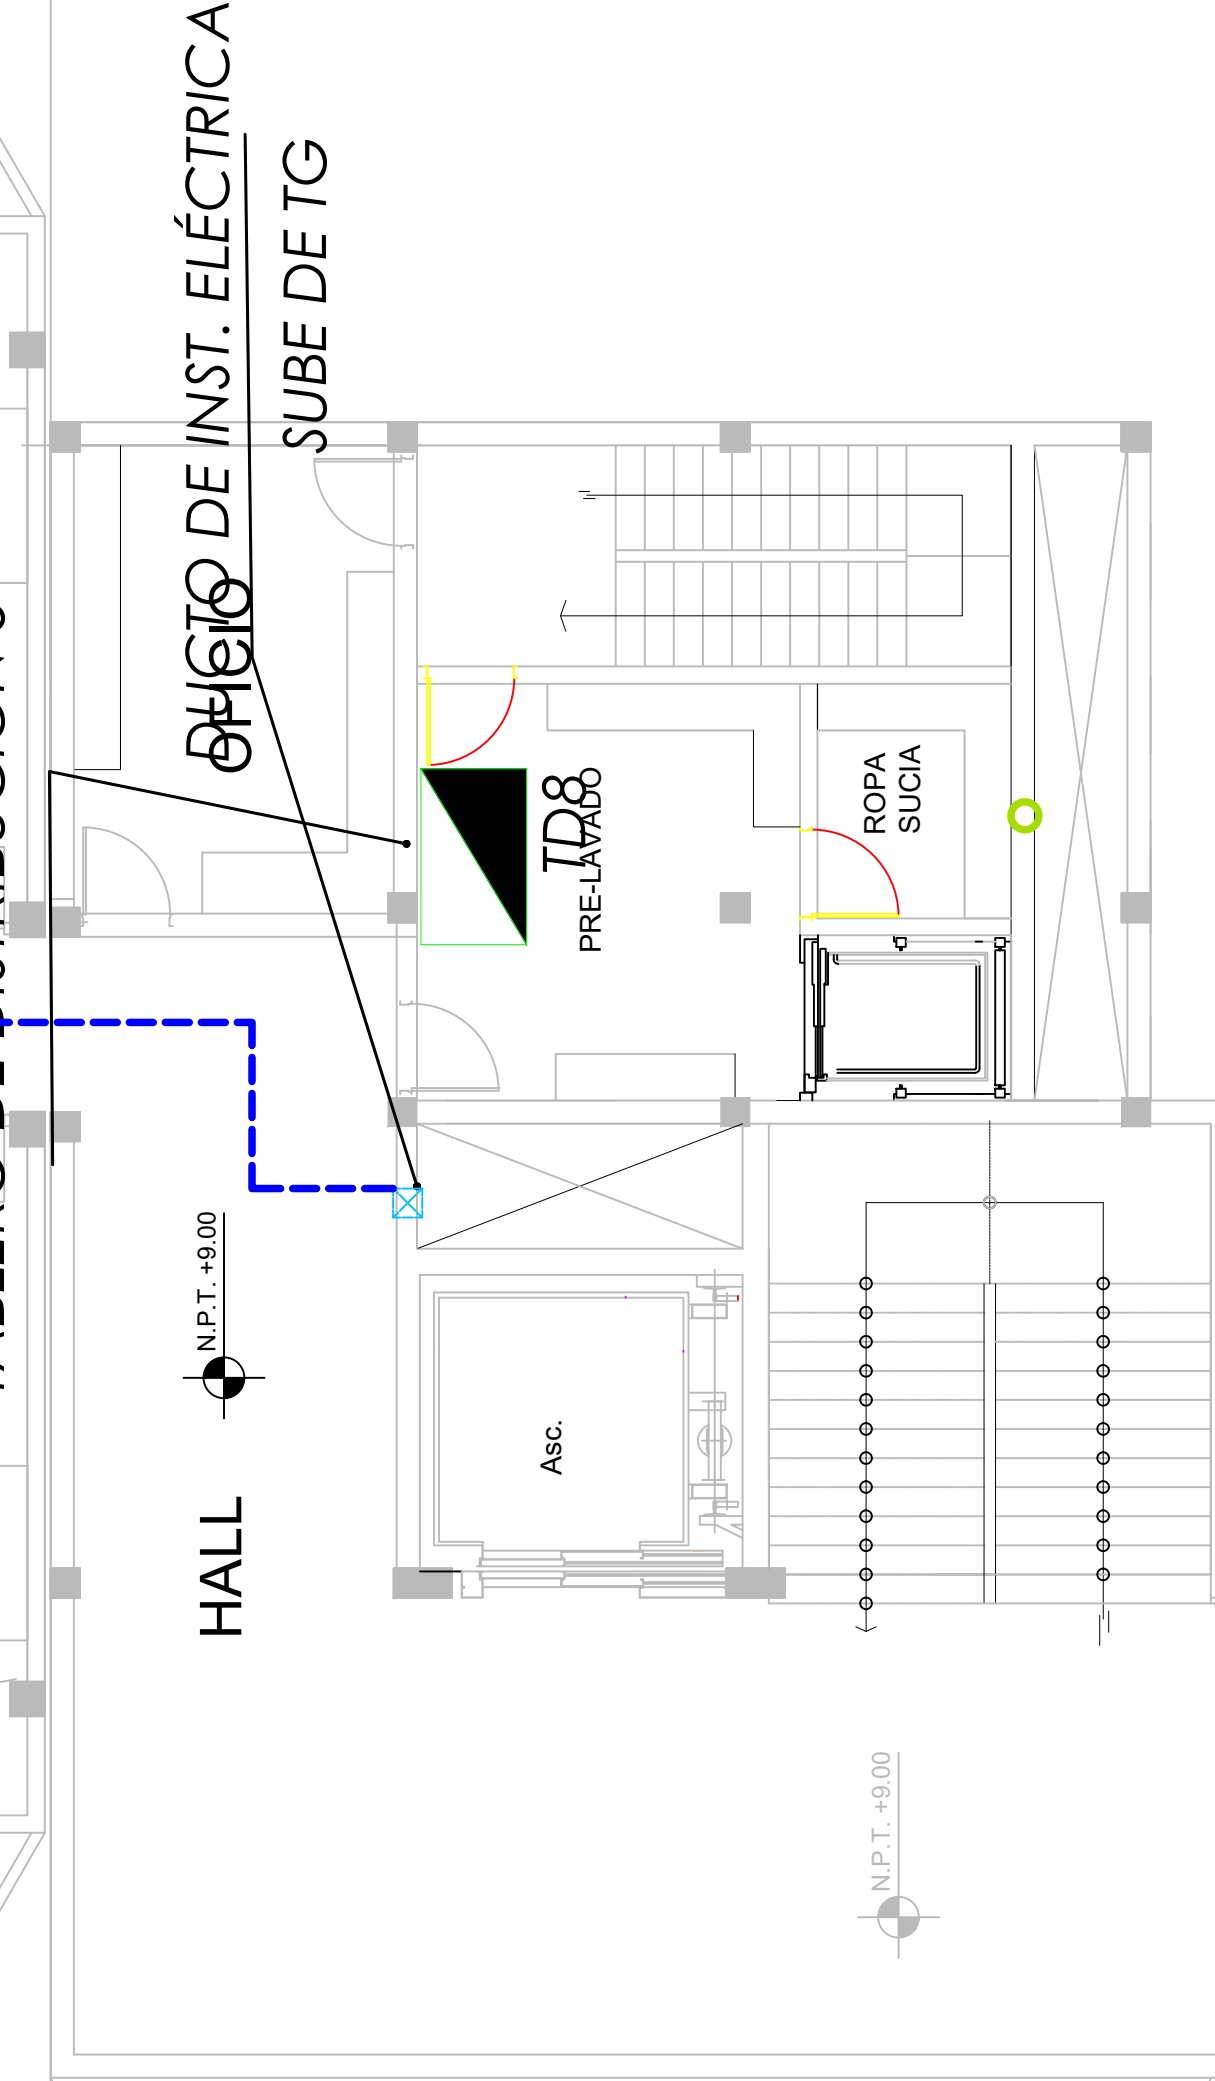 DUCTO DE INST. ELÉCTRICA
SUBE DE TG
OFICIO
TD8
PRE-LAVADO
ROPA
SUCIA
N.P.T. +9.00
HALL
Asc.
N.P.T. +9.00